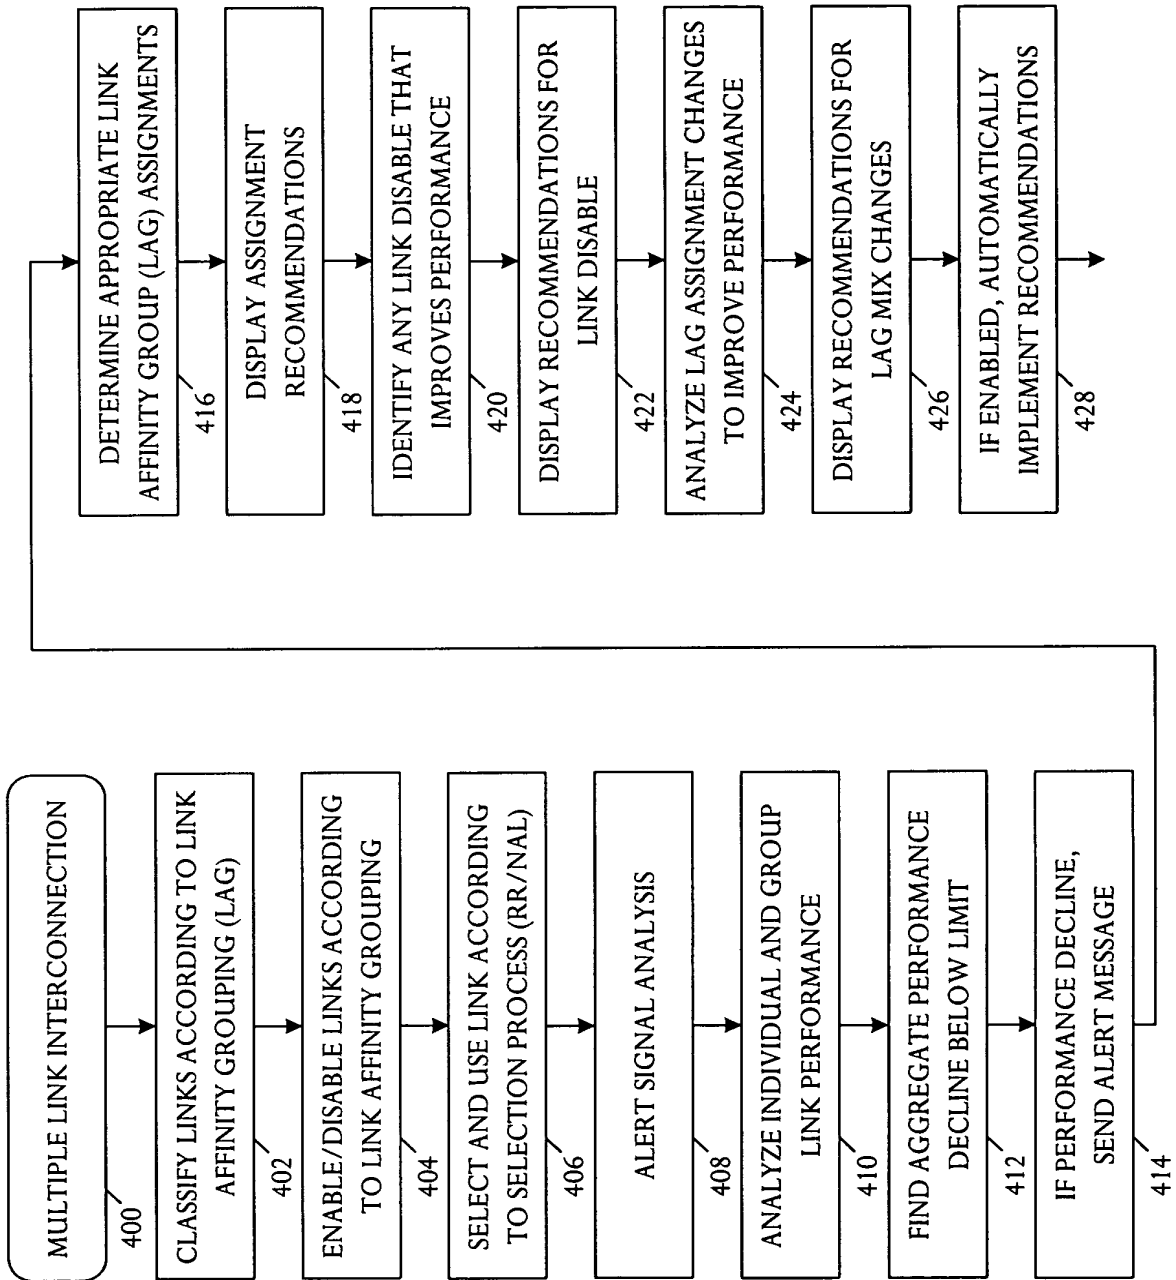 MULTIPLE LINK INTERCONNECTION
400
CLASSIFY LINKS ACCORDING TO LINK
AFFINITY GROUPING (LAG)
402
ENABLE/DISABLE LINKS ACCORDING
TO LINK AFFINITY GROUPING
404
SELECT AND USE LINK ACCORDING
TO SELECTION PROCESS (RR/NAL)
406
ALERT SIGNAL ANALYSIS
408
ANALYZE INDIVIDUAL AND GROUP
LINK PERFORMANCE
410
FIND AGGREGATE PERFORMANCE
DECLINE BELOW LIMIT
412
IF PERFORMANCE DECLINE,
SEND ALERT MESSAGE
414
DETERMINE APPROPRIATE LINK
AFFINITY GROUP (LAG) ASSIGNMENTS
416
DISPLAY ASSIGNMENT
RECOMMENDATIONS
418
IDENTIFY ANY LINK DISABLE THAT
IMPROVES PERFORMANCE
420
DISPLAY RECOMMENDATIONS FOR
LINK DISABLE
422
ANALYZE LAG ASSIGNMENT CHANGES
TO IMPROVE PERFORMANCE
424
DISPLAY RECOMMENDATIONS FOR
LAG MIX CHANGES
426
IF ENABLED, AUTOMATICALLY
IMPLEMENT RECOMMENDATIONS
428